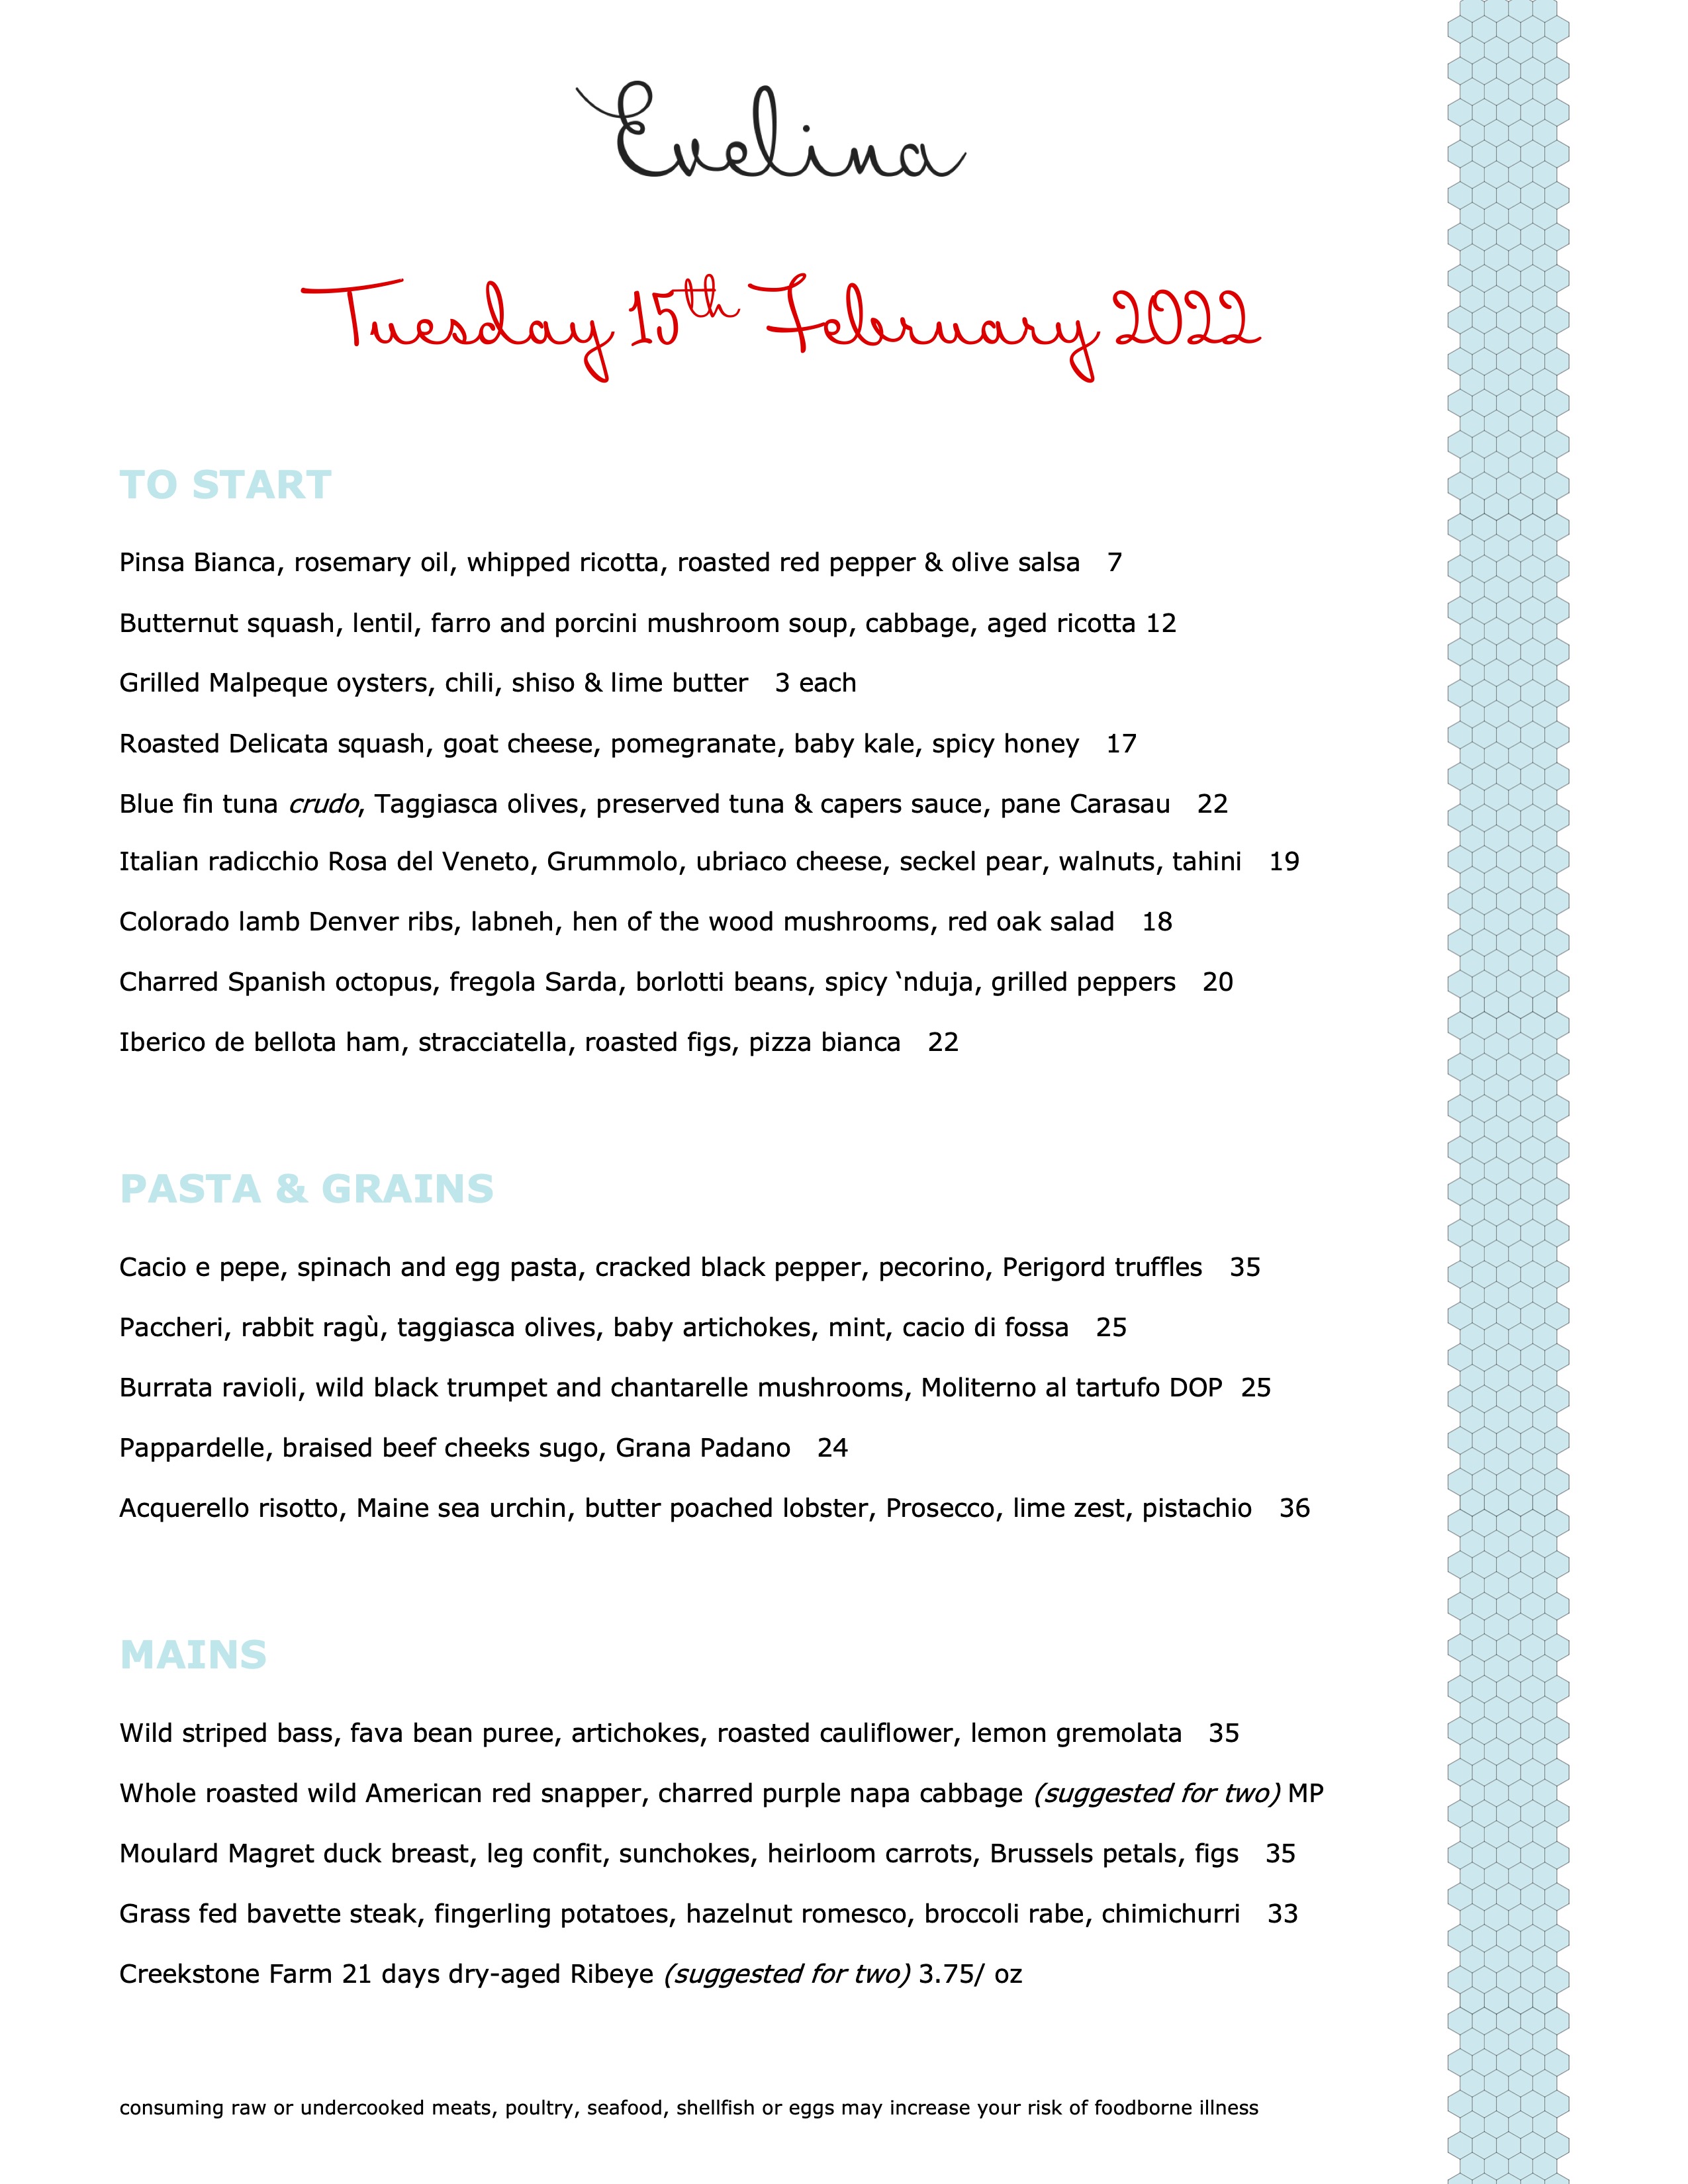 Evelina
Tuesday 15th February 2022
TO START
Pinsa Bianca, rosemary oil, whipped ricotta, roasted red pepper & olive salsa 7
Butternut squash, lentil, farro and porcini mushroom soup, cabbage, aged ricotta 12
Grilled Malpeque oysters, chili, shiso & lime butter 3 each
Roasted Delicata squash, goat cheese, pomegranate, baby kale, spicy honey 17
Blue fin tuna crudo, Taggiasca olives, preserved tuna & capers sauce, pane Carasau 22
Italian radicchio Rosa del Veneto, Grummolo, ubriaco cheese, seckel pear, walnuts, tahini 19
Colorado lamb Denver ribs, labneh, hen of the wood mushrooms, red oak salad 18
Charred Spanish octopus, fregola Sarda, borlotti beans, spicy ‘nduja, grilled peppers 20
Iberico de bellota ham, stracciatella, roasted figs, pizza bianca 22
PASTA & GRAINS
Cacio e pepe, spinach and egg pasta, cracked black pepper, pecorino, Perigord truffles 35
Paccheri, rabbit ragù, taggiasca olives, baby artichokes, mint, cacio di fossa 25
Burrata ravioli, wild black trumpet and chantarelle mushrooms, Moliterno al tartufo DOP 25
Pappardelle, braised beef cheeks sugo, Grana Padano 24
Acquerello risotto, Maine sea urchin, butter poached lobster, Prosecco, lime zest, pistachio 36
MAINS
Wild striped bass, fava bean puree, artichokes, roasted cauliflower, lemon gremolata 35
Whole roasted wild American red snapper, charred purple napa cabbage (suggested for two) MP
Moulard Magret duck breast, leg confit, sunchokes, heirloom carrots, Brussels petals, figs 35
Grass fed bavette steak, fingerling potatoes, hazelnut romesco, broccoli rabe, chimichurri 33
Creekstone Farm 21 days dry-aged Ribeye (suggested for two) 3.75/ oz
consuming raw or undercooked meats, poultry, seafood, shellfish or eggs may increase your risk of foodborne illness